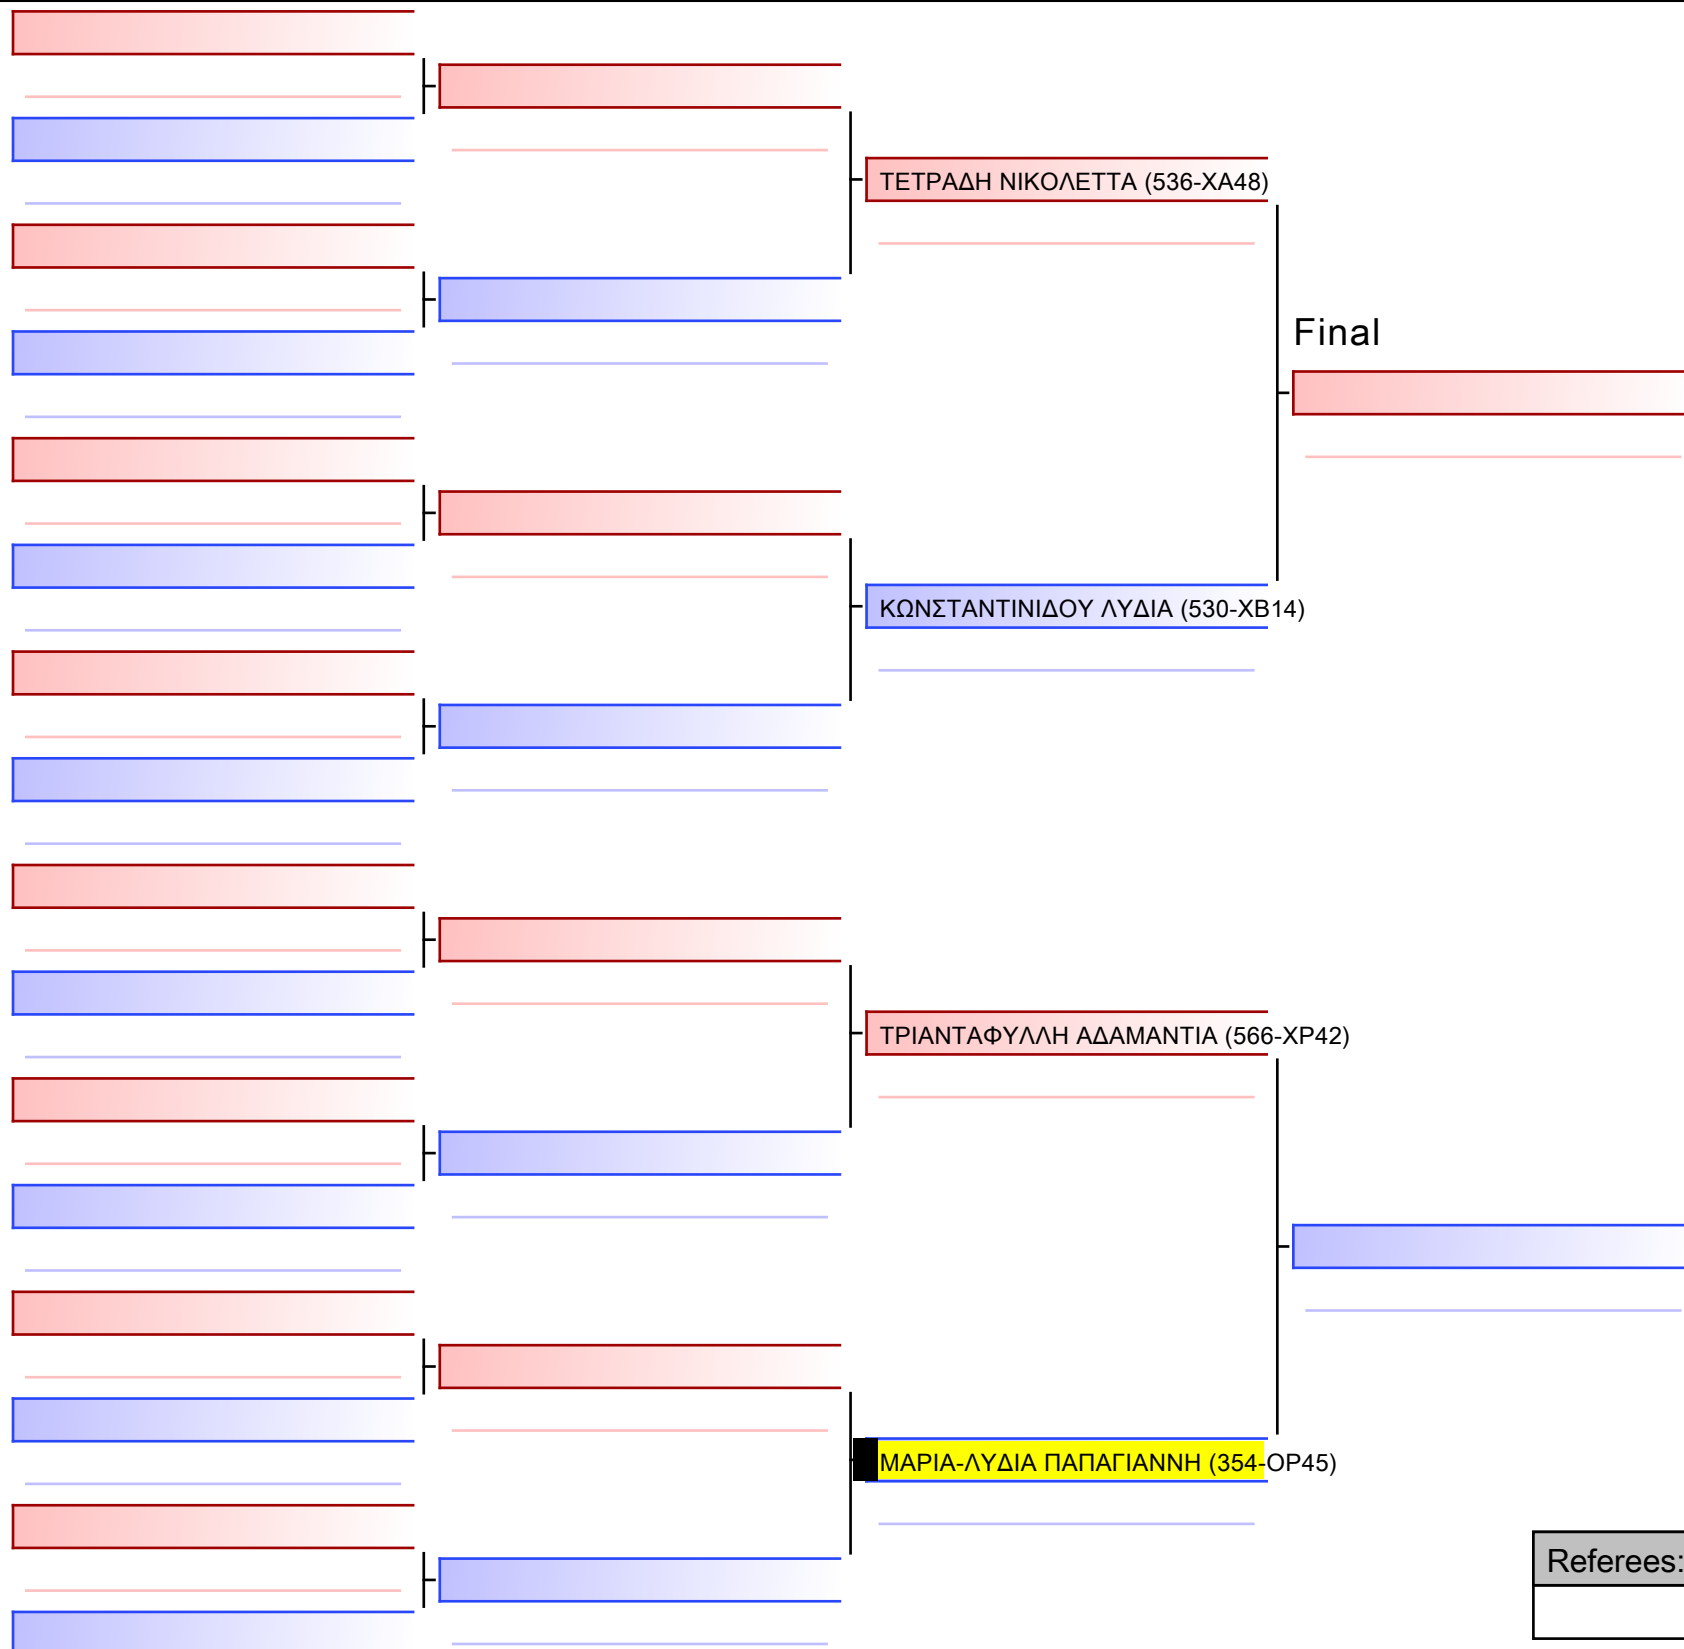 ΤΕΤΡΑΔΗ ΝΙΚΟΛΕΤΤΑ (536-ΧΑ48)
Final
ΚΩΝΣΤΑΝΤΙΝΙΔΟΥ ΛΥΔΙΑ (530-ΧΒ14)
ΤΡΙΑΝΤΑΦΥΛΛΗ ΑΔΑΜΑΝΤΙΑ (566-ΧΡ42)
ΜΑΡΙΑ-ΛΥΔΙΑ ΠΑΠΑΓΙΑΝΝΗ (354-ΟΡ45)
Referees: